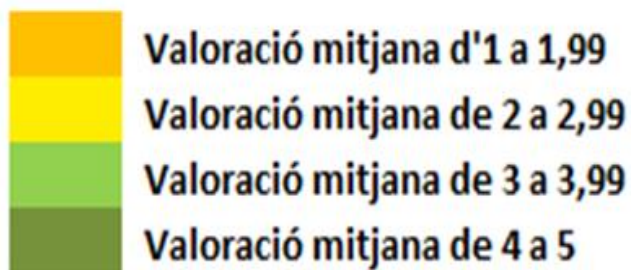 Valoració mitjana d'1 a 1,99
Valoració mitjana de 2 a 2,99
Valoració mitjana de 3 a 3,99
Valoració mitjana de 4 a 5